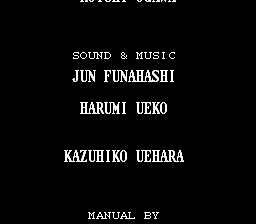 SOUND & MUSIC
JUN FUNAHASHI
HARUMI UEKO
KAZUHIKO UEHARA
MANUAL BY